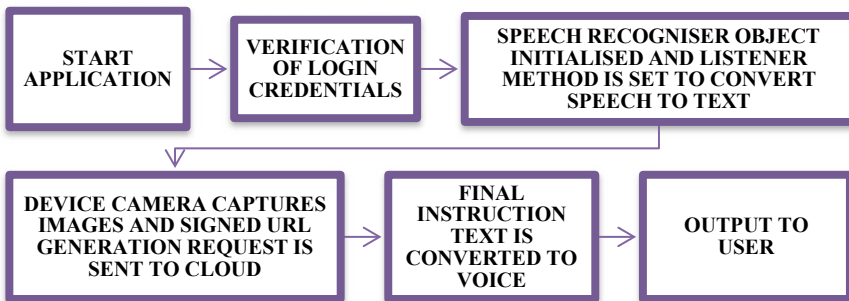 START
APPLICATION
VERIFICATION
OF LOGIN
CREDENTIALS
SPEECH RECOGNISER OBJECT
INITIALISED AND LISTENER
METHOD IS SET TO CONVERT
SPEECH TO TEXT
DEVICE CAMERA CAPTURES
IMAGES AND SIGNED URL
GENERATION REQUEST IS
SENT TO CLOUD
FINAL
INSTRUCTION
TEXT IS
CONVERTED TO
VOICE
OUTPUT TO
USER